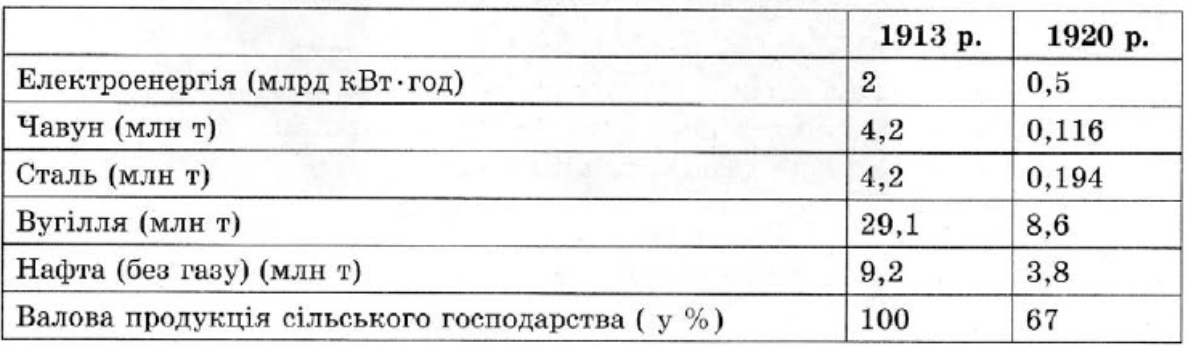 1913 р. 1920 р.
Електроенергія (млрд кВт·год) 2 0,5
Чавун (млн т) 4,2 0,116
Сталь (млн т) 4,2 0,194
Вугілля (млн т) 29,1 8,6
Нафта (без газу) (млн т) 9,2 3,8
Валова продукція сільського господарства ( у %) 100 67